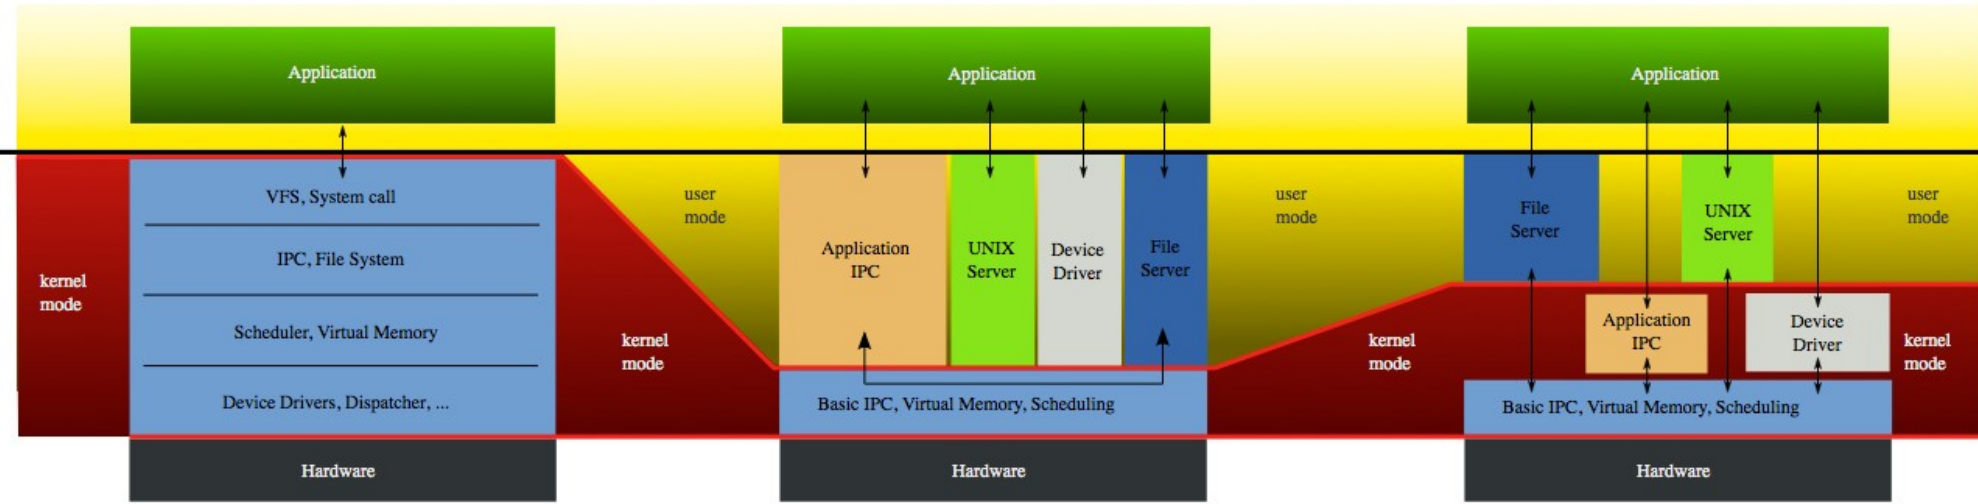 Application
VFS, System call
IPC, File System
Scheduler, Virtual Memory
Device Drivers, Dispatcher, ...
Hardware
kernel
mode
user
mode
kernel
mode
Application
Application
IPC
UNIX
Server
Device
Driver
File
Server
Basic IPC, Virtual Memory, Scheduling
Hardware
user
mode
kernel
mode
Application
File
Server
UNIX
Server
Application
IPC
Device
Driver
Basic IPC, Virtual Memory, Scheduling
Hardware
user
mode
kernel
mode